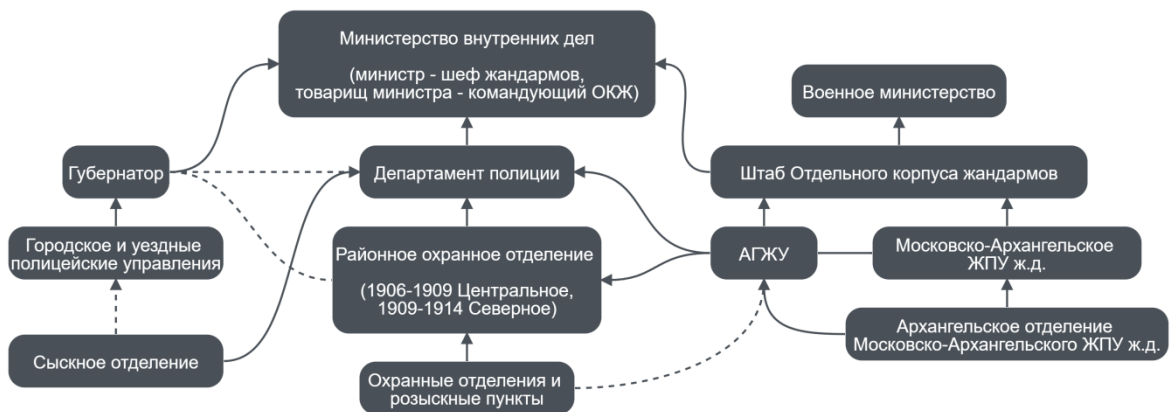 Министерство внутренних дел
(министр - шеф жандармов,
товарищ министра - командующий ОКЖ)
Военное министерство
Губернатор
Департамент полиции
Штаб Отдельного корпуса жандармов
Городское и уездные
полицейские управления
Районное охранное отделение
(1906-1909 Центральное,
1909-1914 Северное)
АГЖУ
Московско-Архангельское
ЖПУ ж.д.
Сыскное отделение
Охранные отделения и
розыскные пункты
Архангельское отделение
Московско-Архангельского ЖПУ ж.д.